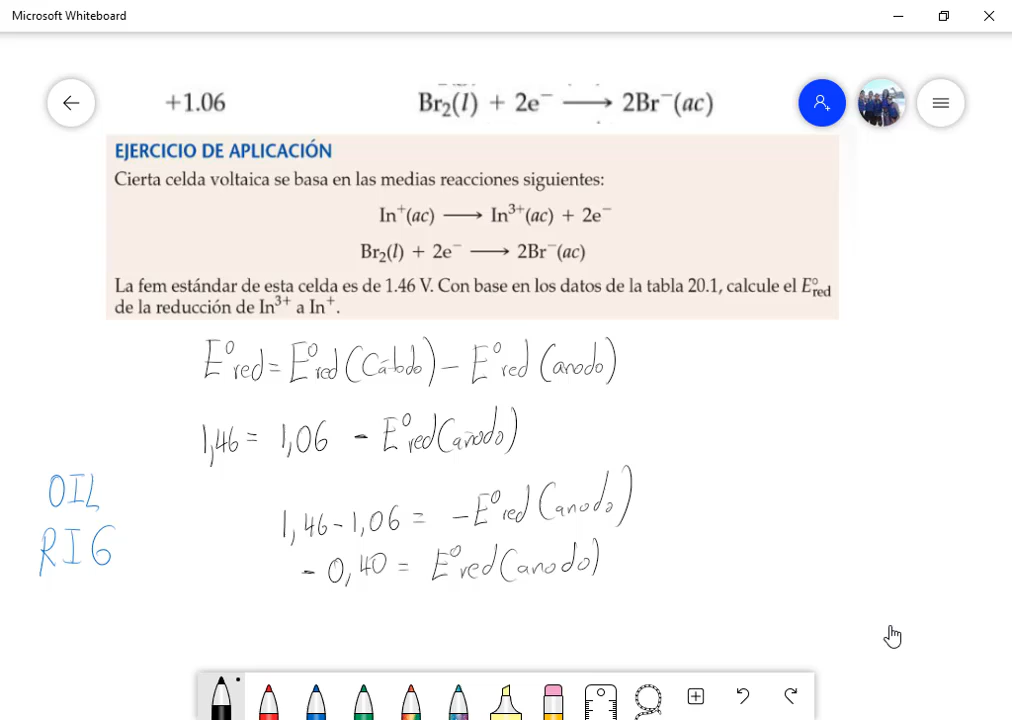 Microsoft Whiteboard
+1.06 Br₂(l) + 2e⁻ ⟶ 2Br⁻(ac)
EJERCICIO DE APLICACIÓN
Cierta celda voltaica se basa en las medias reacciones siguientes:
In⁺(ac) ⟶ In³⁺(ac) + 2e⁻
Br₂(l) + 2e⁻ ⟶ 2Br⁻(ac)
La fem estándar de esta celda es de 1.46 V. Con base en los datos de la tabla 20.1, calcule el E°red
de la reducción de In³⁺ a In⁺.
E°red = E°red (Cátodo) - E°red (anodo)
1,46 = 1,06 - E°red (anodo)
1,46 - 1,06 = - E°red (anodo)
- 0,40 = E°red (anodo)
OIL
RIG